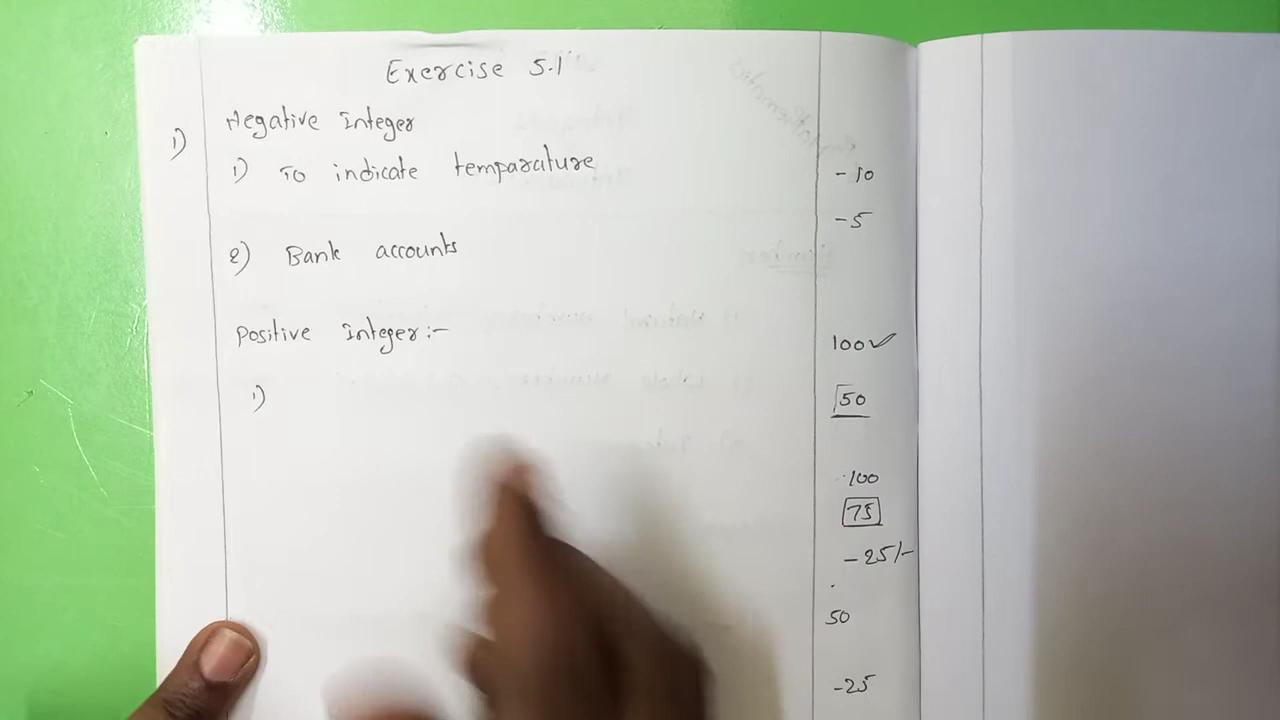 Exercise 5.1
1)
Negative Integer
1) To indicate temparature
-10
-5
2) Bank accounts
Positive Integer:-
100✓
1)
50
100
75
-25/-
50
-25